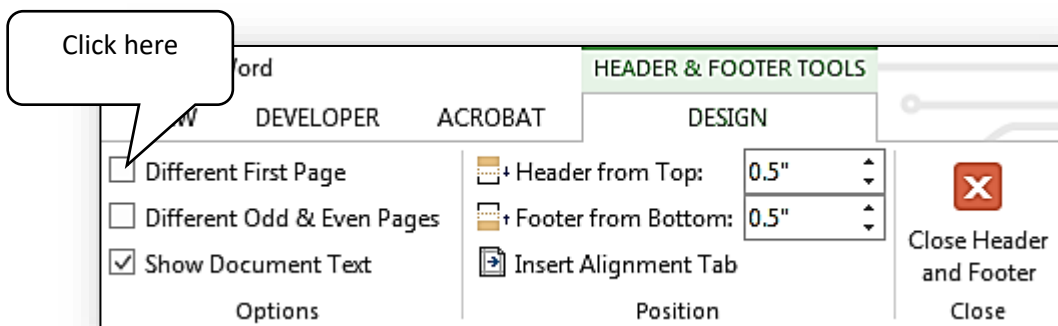 Click here
Word
HEADER & FOOTER TOOLS
DEVELOPER ACROBAT DESIGN
Different First Page
Header from Top: 0.5"
Different Odd & Even Pages
Footer from Bottom: 0.5"
Show Document Text
Insert Alignment Tab
Close Header
and Footer
Options Position Close